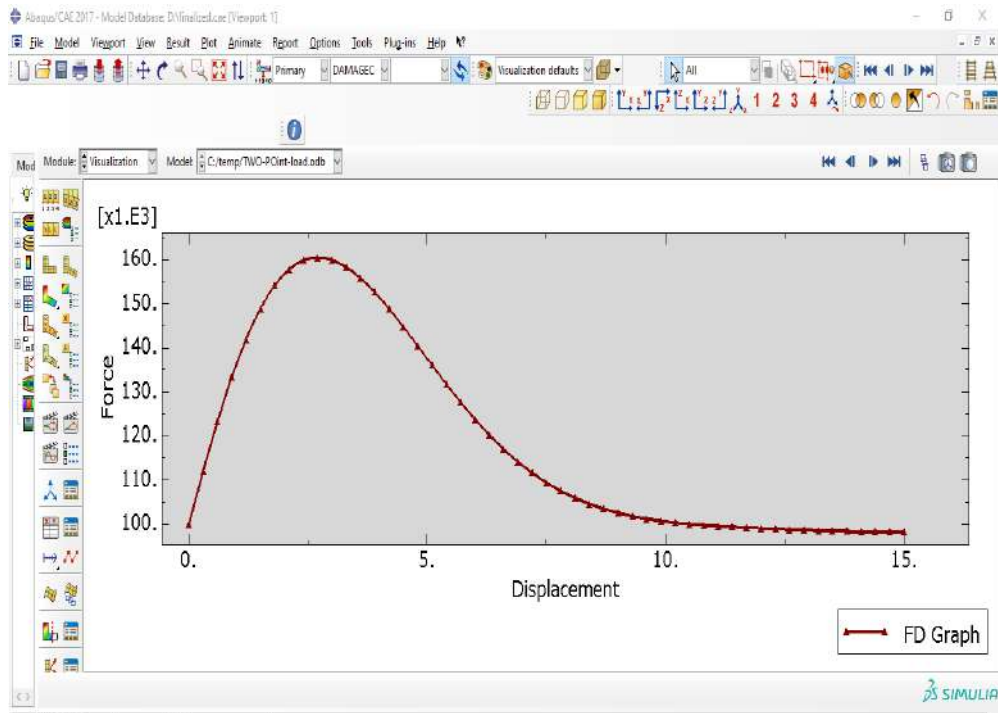 Abaqus/CAE 2017 - Model Database: D:\finalized.cae [Viewport: 1]
File Model Viewport View Result Plot Animate Report Options Tools Plug-ins Help
Primary DAMAGEC Visualization defaults All
1 2 3 4
Mod Module: Visualization Model: C:/temp/TWO-POint-load.odb
[x1.E3]
160.
150.
140.
130.
120.
110.
100.
Force
0. 5. 10. 15.
Displacement
FD Graph
SIMULIA